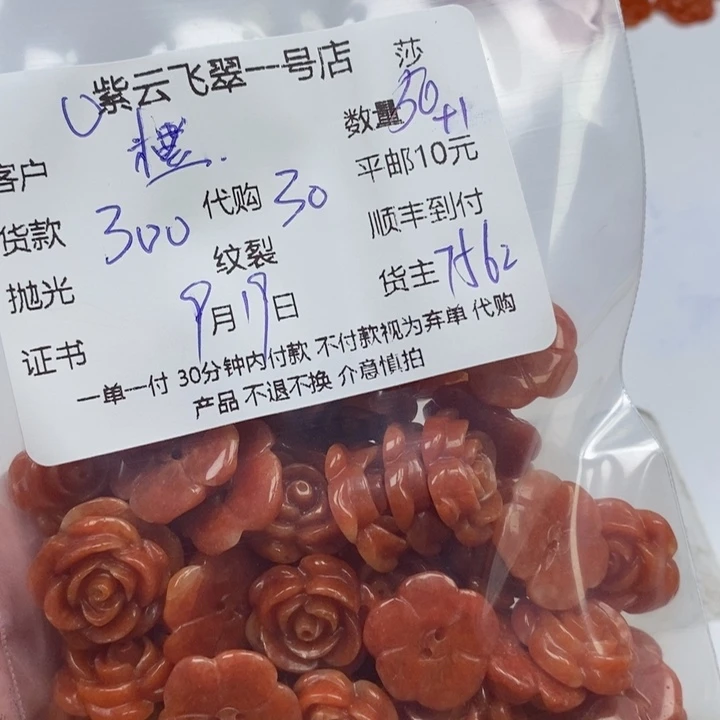 紫云飞翠一号店 莎
客户 数量 30+1
货款 300 代购 30 平邮10元
抛光 纹裂 顺丰到付
证书 9月19日 货主
一单一付 30分钟内付款 不付款视为弃单 代购
产品 不退不换 介意慎拍